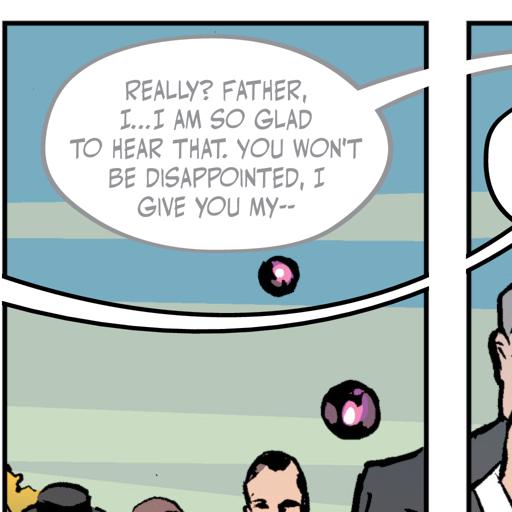 REALLY? FATHER,
I...I AM SO GLAD
TO HEAR THAT. YOU WON'T
BE DISAPPOINTED, I
GIVE YOU MY--